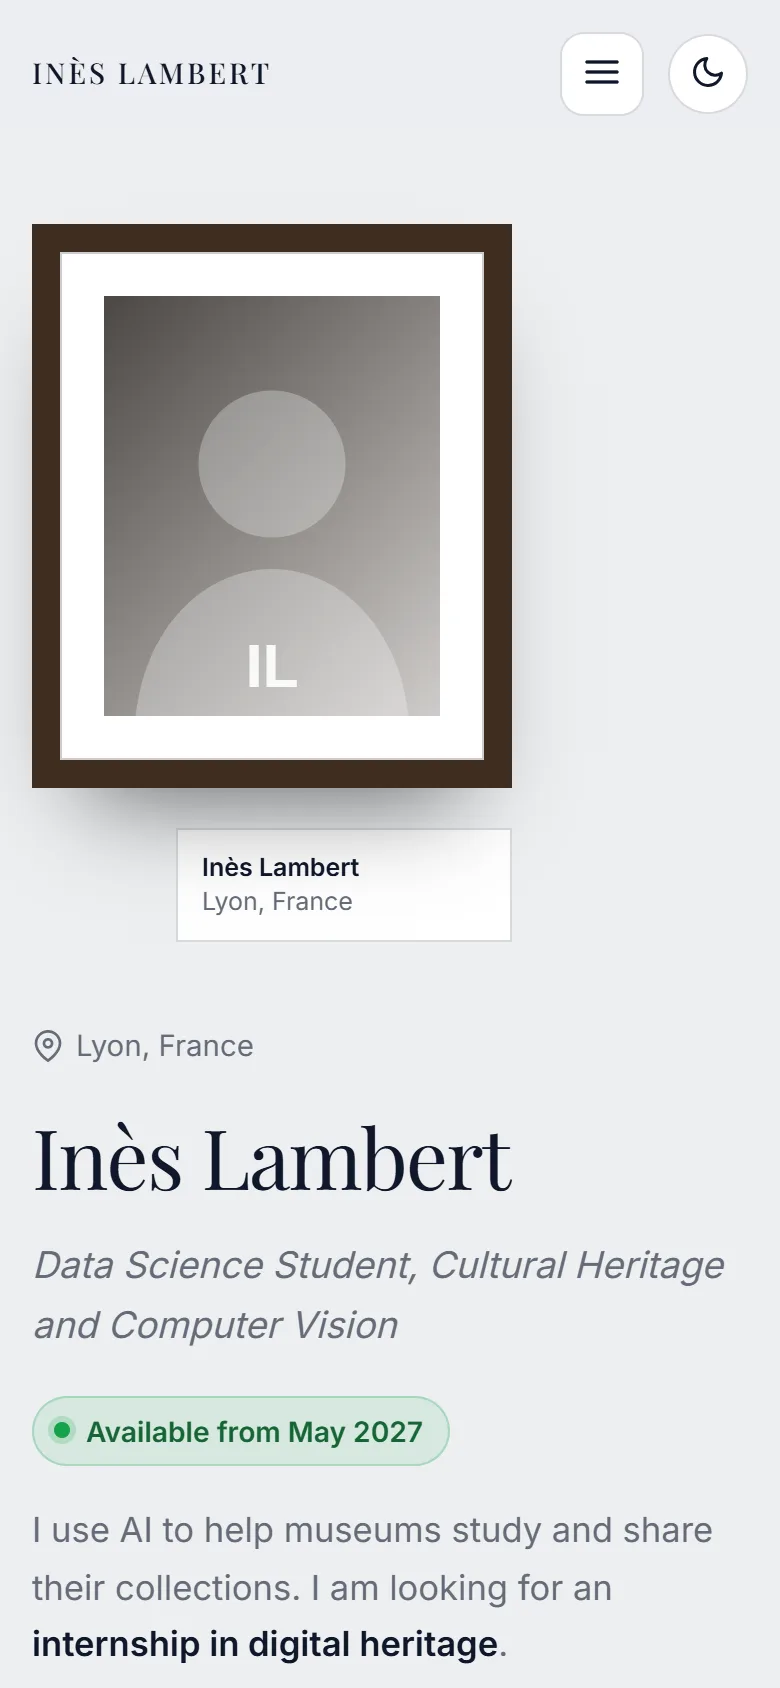 INÈS LAMBERT
IL
Inès Lambert
Lyon, France
Lyon, France
Inès Lambert
Data Science Student, Cultural Heritage
and Computer Vision
Available from May 2027
I use AI to help museums study and share
their collections. I am looking for an
internship in digital heritage.